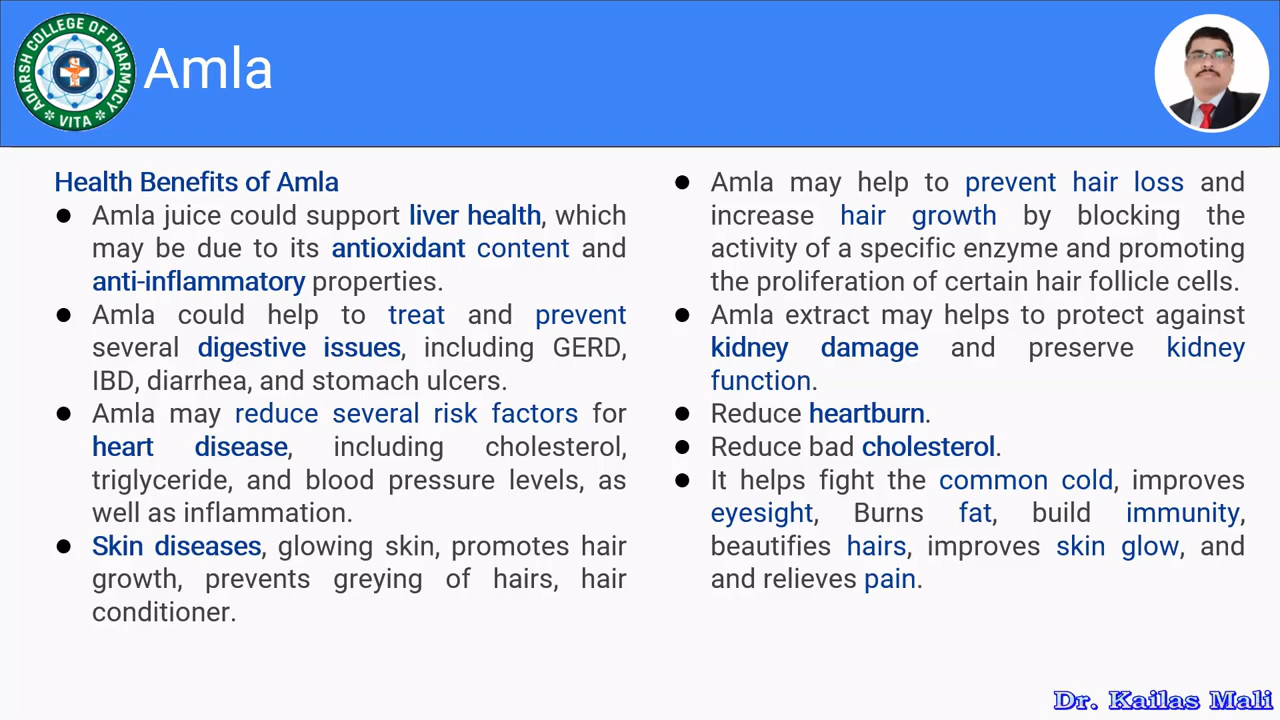 ADARSH COLLEGE OF PHARMACY
VITA
Amla
Health Benefits of Amla
● Amla juice could support liver health, which
may be due to its antioxidant content and
anti-inflammatory properties.
● Amla could help to treat and prevent
several digestive issues, including GERD,
IBD, diarrhea, and stomach ulcers.
● Amla may reduce several risk factors for
heart disease, including cholesterol,
triglyceride, and blood pressure levels, as
well as inflammation.
● Skin diseases, glowing skin, promotes hair
growth, prevents greying of hairs, hair
conditioner.
● Amla may help to prevent hair loss and
increase hair growth by blocking the
activity of a specific enzyme and promoting
the proliferation of certain hair follicle cells.
● Amla extract may helps to protect against
kidney damage and preserve kidney
function.
● Reduce heartburn.
● Reduce bad cholesterol.
● It helps fight the common cold, improves
eyesight, Burns fat, build immunity,
beautifies hairs, improves skin glow, and
and relieves pain.
Dr. Kailas Mali